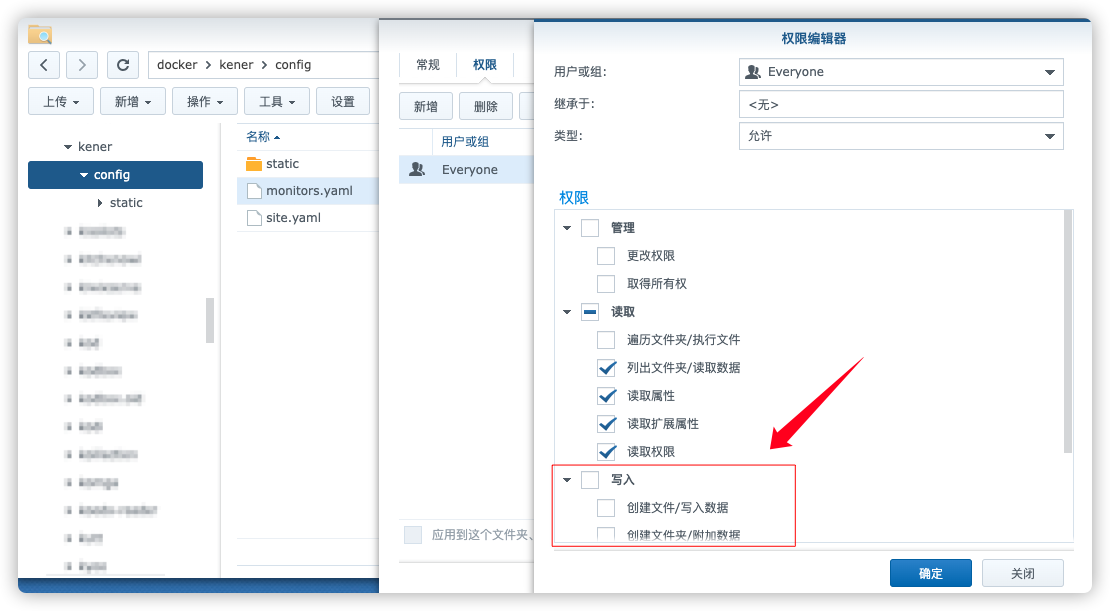 docker > kener > config
上传
新增
操作
工具
设置
kener
config
static
名称
static
monitors.yaml
site.yaml
常规
权限
新增
删除
用户或组
Everyone
应用到这个文件夹、
权限编辑器
用户或组: Everyone
继承于: <无>
类型: 允许
权限
管理
更改权限
取得所有权
读取
遍历文件夹/执行文件
列出文件夹/读取数据
读取属性
读取扩展属性
读取权限
写入
创建文件/写入数据
创建文件夹/附加数据
确定
关闭